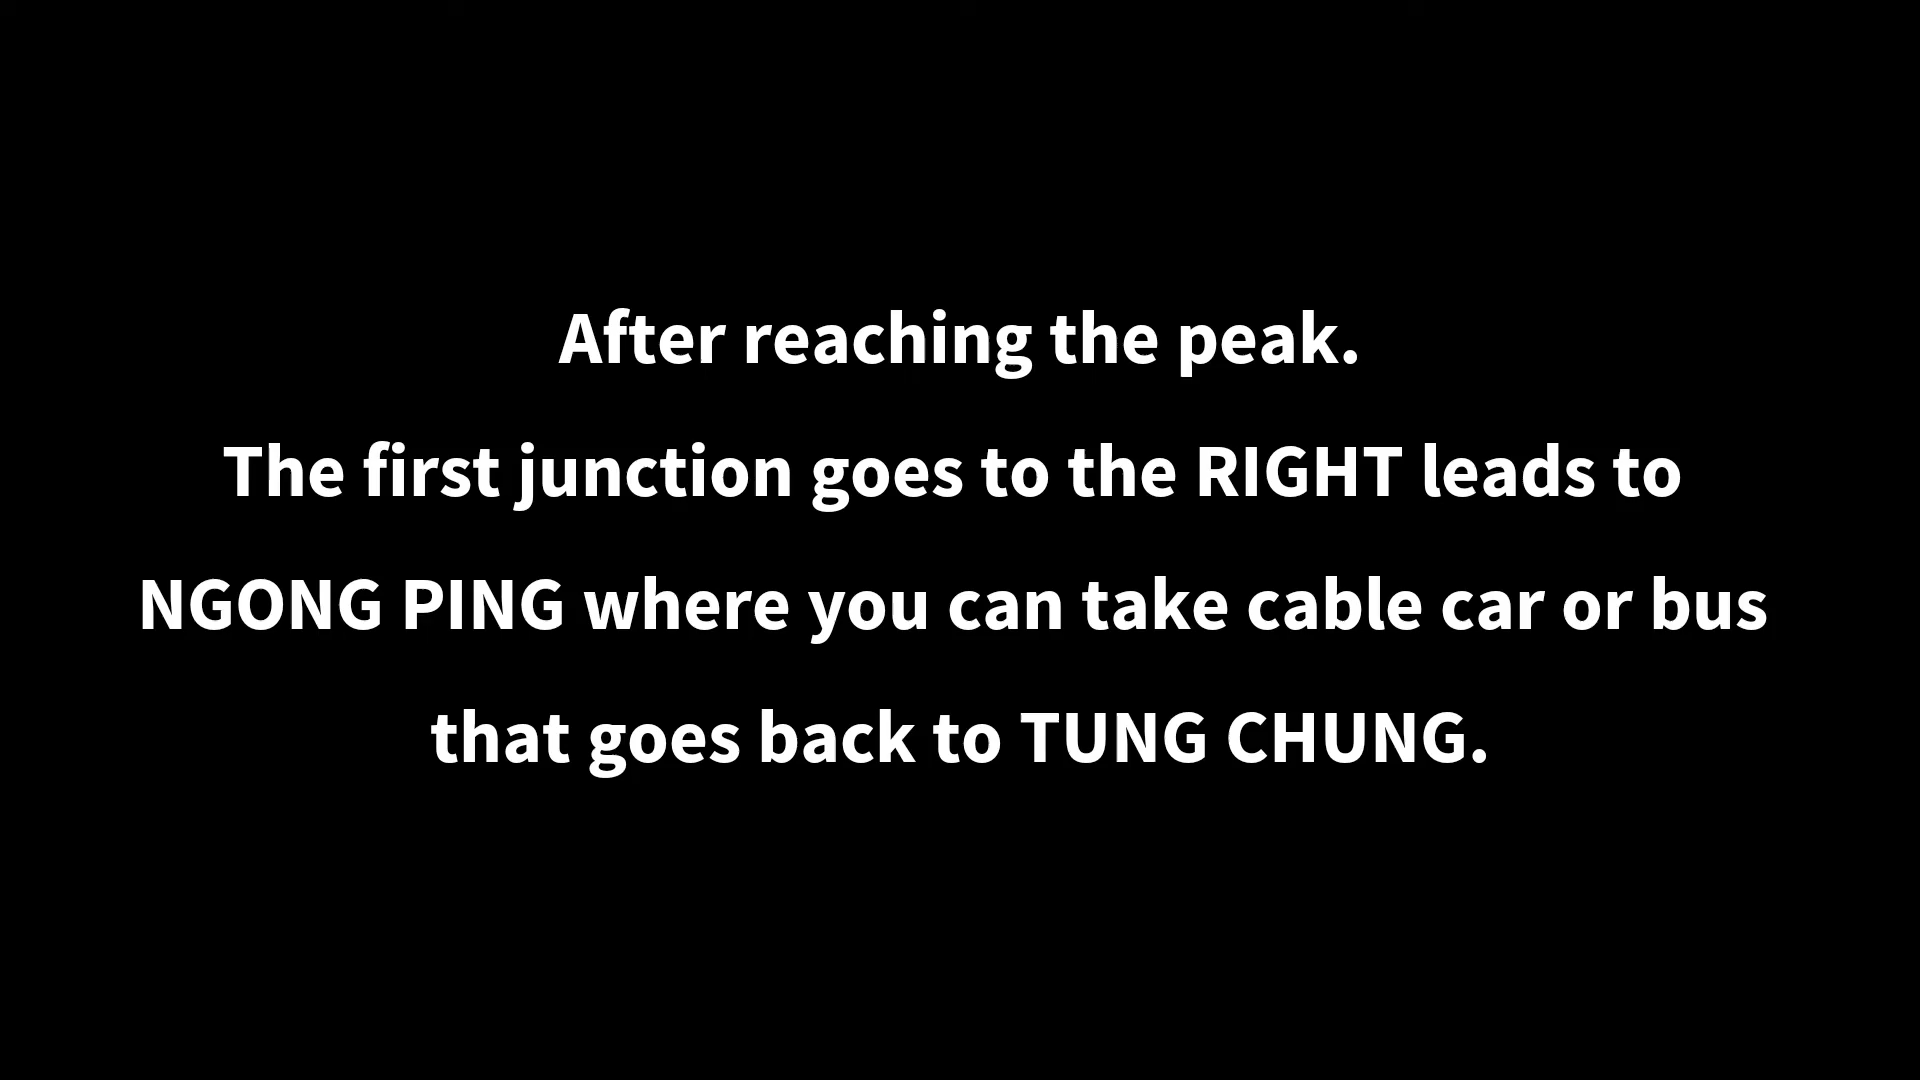 After reaching the peak.
The first junction goes to the RIGHT leads to
NGONG PING where you can take cable car or bus
that goes back to TUNG CHUNG.